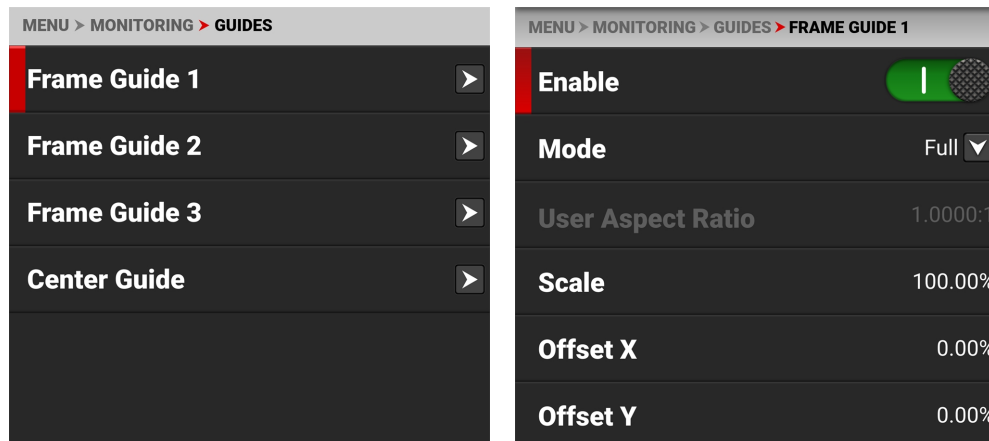 MENU > MONITORING > GUIDES
Frame Guide 1
Frame Guide 2
Frame Guide 3
Center Guide
MENU > MONITORING > GUIDES > FRAME GUIDE 1
Enable
Mode Full
User Aspect Ratio 1.0000:1
Scale 100.00%
Offset X 0.00%
Offset Y 0.00%